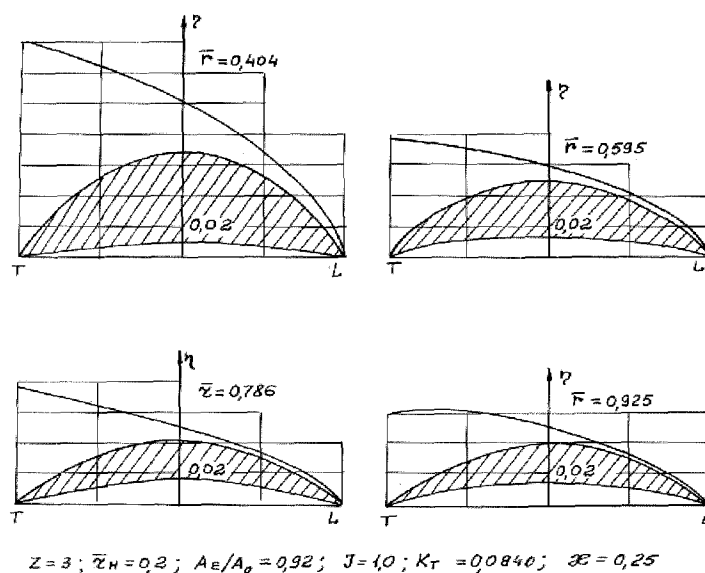 η
r̄=0,404
0,02
T L
η
r̄=0,595
0,02
T L
η
r̄=0,786
0,02
T L
η
r̄=0,925
0,02
T L
Z=3; r̄н=0,2; AE/A0=0,92; J=1,0; KT=0,0840; æ=0,25